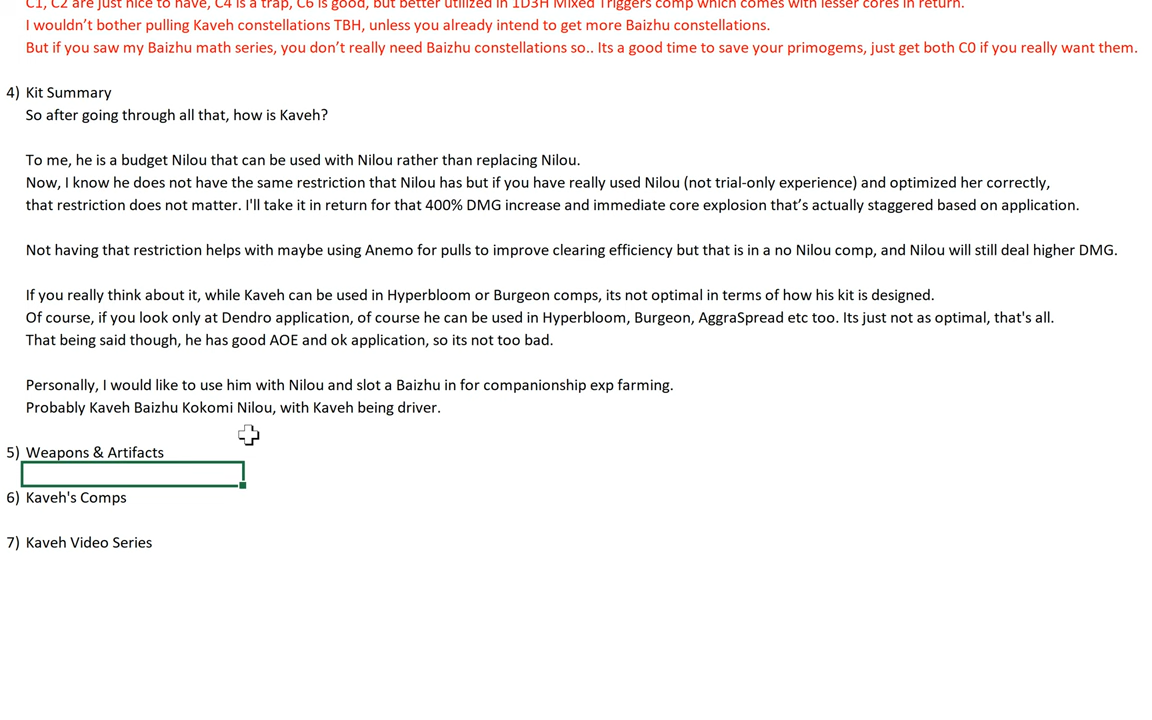 C1, C2 are just nice to have, C4 is a trap, C6 is good, but better utilized in 1D3H Mixed Triggers comp which comes with lesser cores in return.
I wouldn't bother pulling Kaveh constellations TBH, unless you already intend to get more Baizhu constellations.
But if you saw my Baizhu math series, you don't really need Baizhu constellations so.. Its a good time to save your primogems, just get both C0 if you really want them.
4) Kit Summary
So after going through all that, how is Kaveh?
To me, he is a budget Nilou that can be used with Nilou rather than replacing Nilou.
Now, I know he does not have the same restriction that Nilou has but if you have really used Nilou (not trial-only experience) and optimized her correctly,
that restriction does not matter. I'll take it in return for that 400% DMG increase and immediate core explosion that's actually staggered based on application.
Not having that restriction helps with maybe using Anemo for pulls to improve clearing efficiency but that is in a no Nilou comp, and Nilou will still deal higher DMG.
If you really think about it, while Kaveh can be used in Hyperbloom or Burgeon comps, its not optimal in terms of how his kit is designed.
Of course, if you look only at Dendro application, of course he can be used in Hyperbloom, Burgeon, AggraSpread etc too. Its just not as optimal, that's all.
That being said though, he has good AOE and ok application, so its not too bad.
Personally, I would like to use him with Nilou and slot a Baizhu in for companionship exp farming.
Probably Kaveh Baizhu Kokomi Nilou, with Kaveh being driver.
5) Weapons & Artifacts
6) Kaveh's Comps
7) Kaveh Video Series